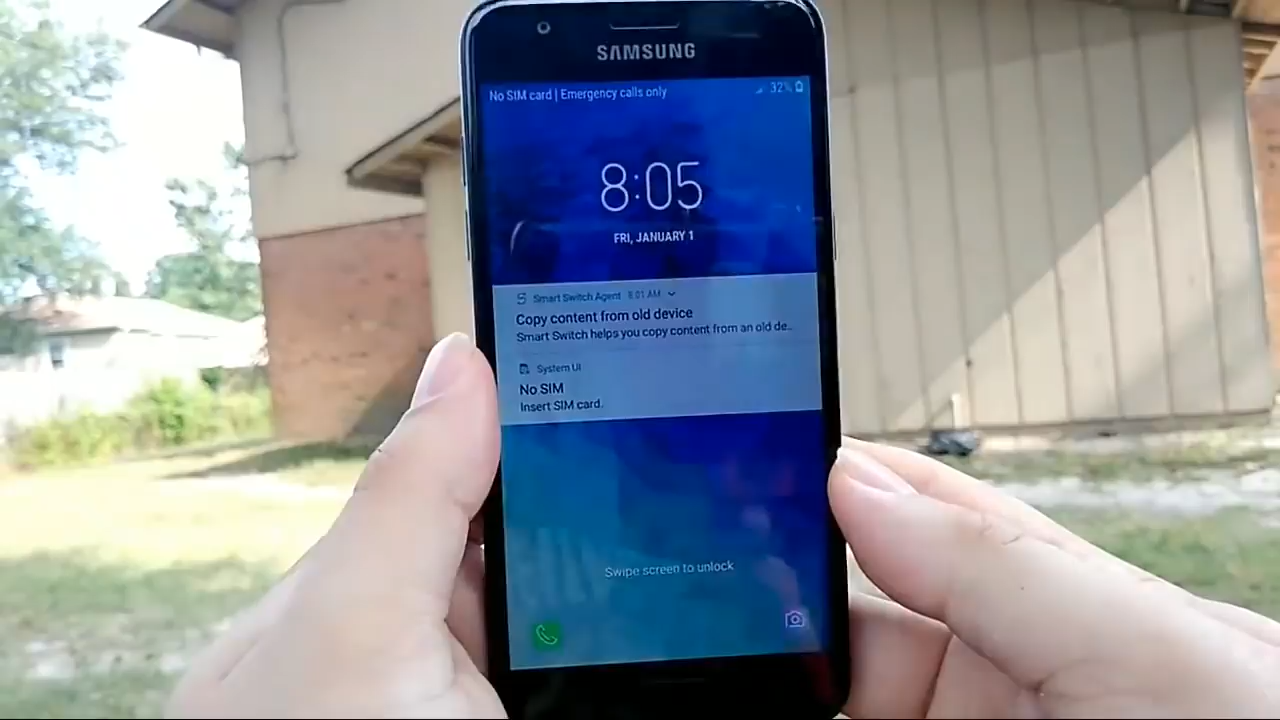 SAMSUNG
No SIM card | Emergency calls only 32%
8:05
FRI, JANUARY 1
Smart Switch Agent 8:01 AM
Copy content from old device
Smart Switch helps you copy content from an old de...
System UI
No SIM
Insert SIM card.
Swipe screen to unlock